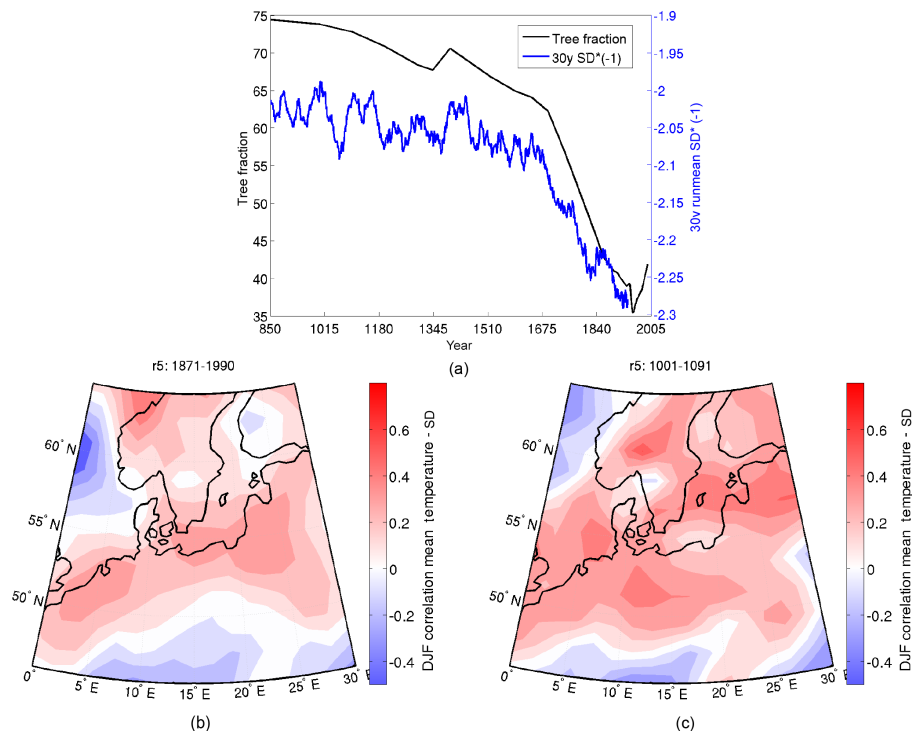 75
70
65
60
55
50
45
40
35
Tree fraction
Tree fraction
30y SD*(-1)
-1.9
-1.95
-2
-2.05
-2.1
-2.15
-2.2
-2.25
-2.3
30y runmean SD* (-1)
850 1015 1180 1345 1510 1675 1840 2005
Year
(a)
r5: 1871-1990
60° N
55° N
50° N
0°
5° E
10° E
15° E
20° E
25° E
30° E
0.6
0.4
0.2
0
-0.2
-0.4
DJF correlation mean temperature - SD
(b)
r5: 1001-1091
60° N
55° N
50° N
0°
5° E
10° E
15° E
20° E
25° E
30° E
0.6
0.4
0.2
0
-0.2
-0.4
DJF correlation mean temperature - SD
(c)